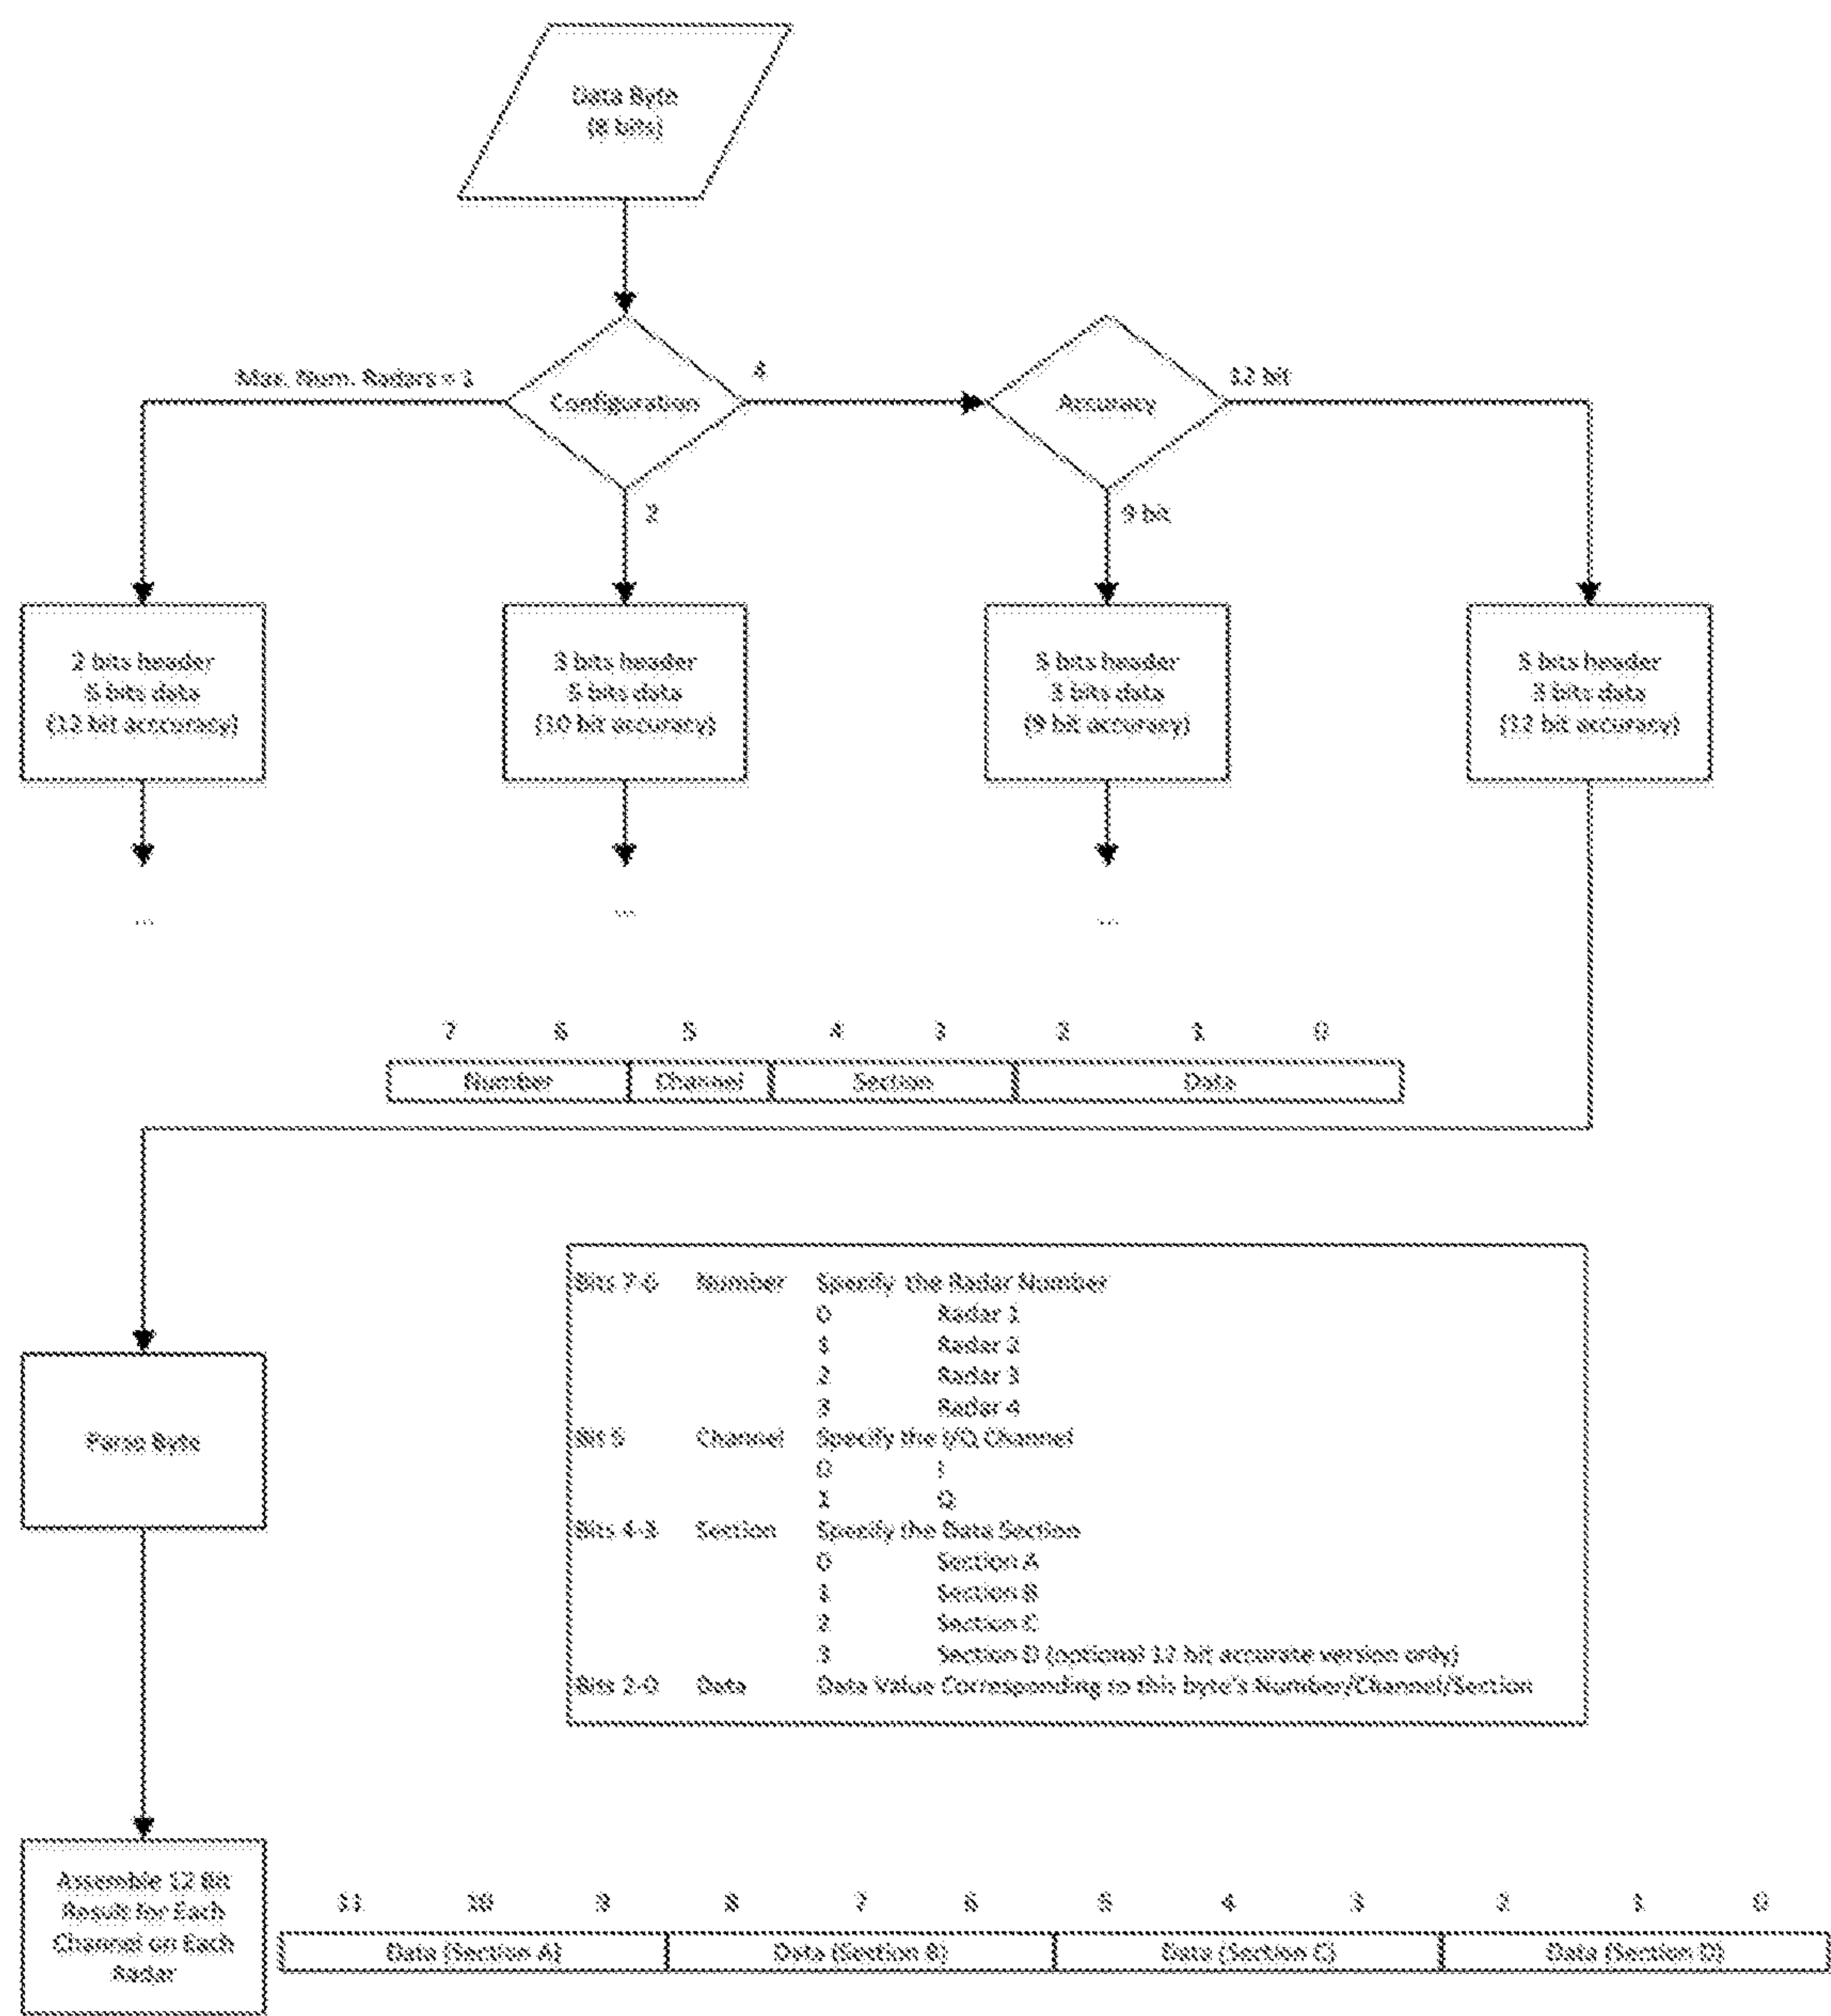 Data Byte
(8 bits)
Max. Num. Radars = 1
Configuration
4
Accuracy
12 bit
2
9 bit
2 bits header
6 bits data
(12 bit acccuracy)
3 bits header
5 bits data
(10 bit accuracy)
5 bits header
3 bits data
(9 bit accuracy)
5 bits header
3 bits data
(12 bit accuracy)
...
...
...
7 6 5 4 3 2 1 0
Number Channel Section Data
Bits 7-6 Number Specify the Radar Number
0 Radar 1
1 Radar 2
2 Radar 3
3 Radar 4
Bit 5 Channel Specify the I/Q Channel
0 I
1 Q
Bits 4-3 Section Specify the Data Section
0 Section A
1 Section B
2 Section C
3 Section D (optional 12 bit accurate version only)
Bits 2-0 Data Data Value Corresponding to this byte's Number/Channel/Section
Parse Byte
Assemble 12 Bit
Result for Each
Channel on Each
Radar
11 10 9 8 7 6 5 4 3 2 1 0
Data (Section A) Data (Section B) Data (Section C) Data (Section D)